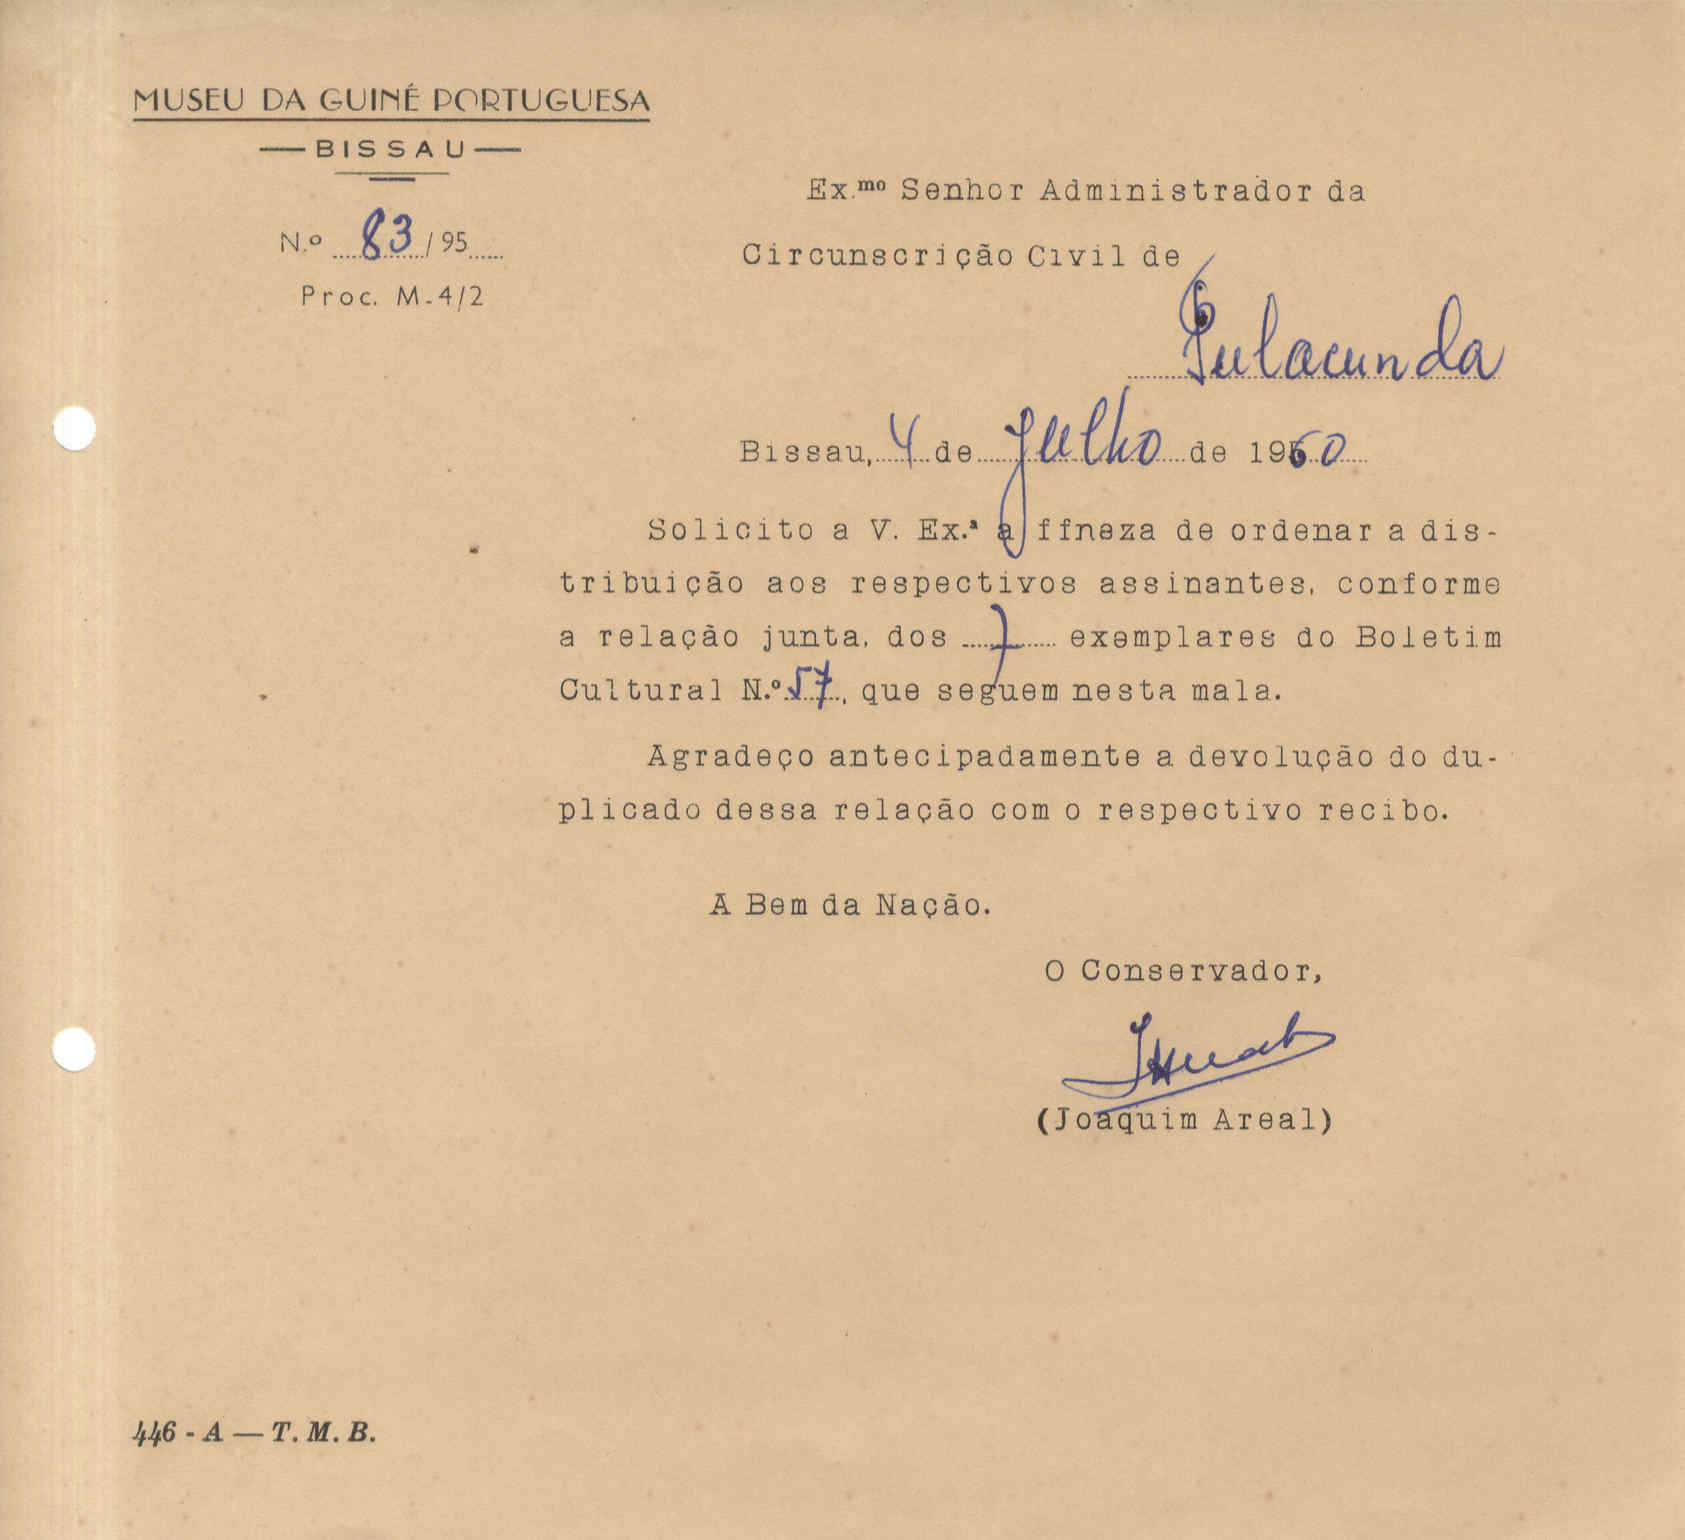 MUSEU DA GUINÉ PORTUGUESA
BISSAU
N.º 83/95
Proc. M-4/2
Ex.mo Senhor Administrador da
Circunscrição Civil de
Fulacunda
Bissau, 4 de Julho de 1960
Solicito a V. Ex.ª a ffneza de ordenar a dis-
tribuição aos respectivos assinantes, conforme
a relação junta, dos 7 exemplares do Boletim
Cultural N.º 57, que seguem nesta mala.
Agradeço antecipadamente a devolução do du-
plicado dessa relação com o respectivo recibo.
A Bem da Nação.
O Conservador,
(Joaquim Areal)
446 - A — T. M. B.